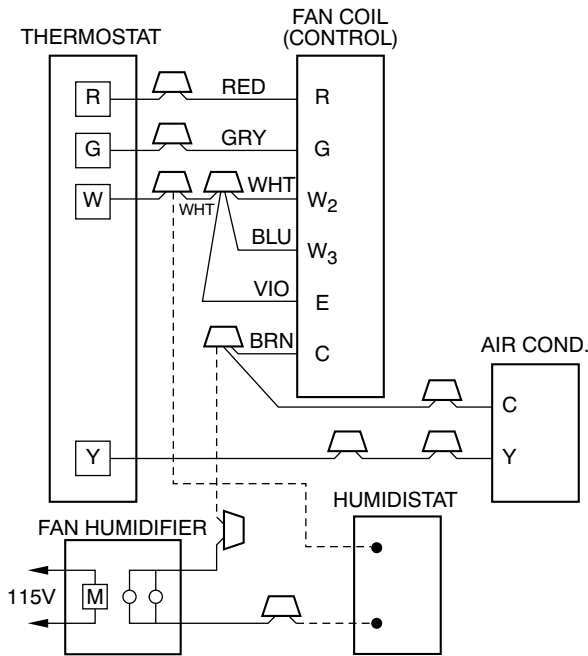 THERMOSTAT
FAN COIL
(CONTROL)
R
RED
R
G
GRY
G
W
WHT
WHT
W2
BLU
W3
VIO
E
BRN
C
AIR COND.
C
Y
Y
HUMIDISTAT
FAN HUMIDIFIER
115V
M